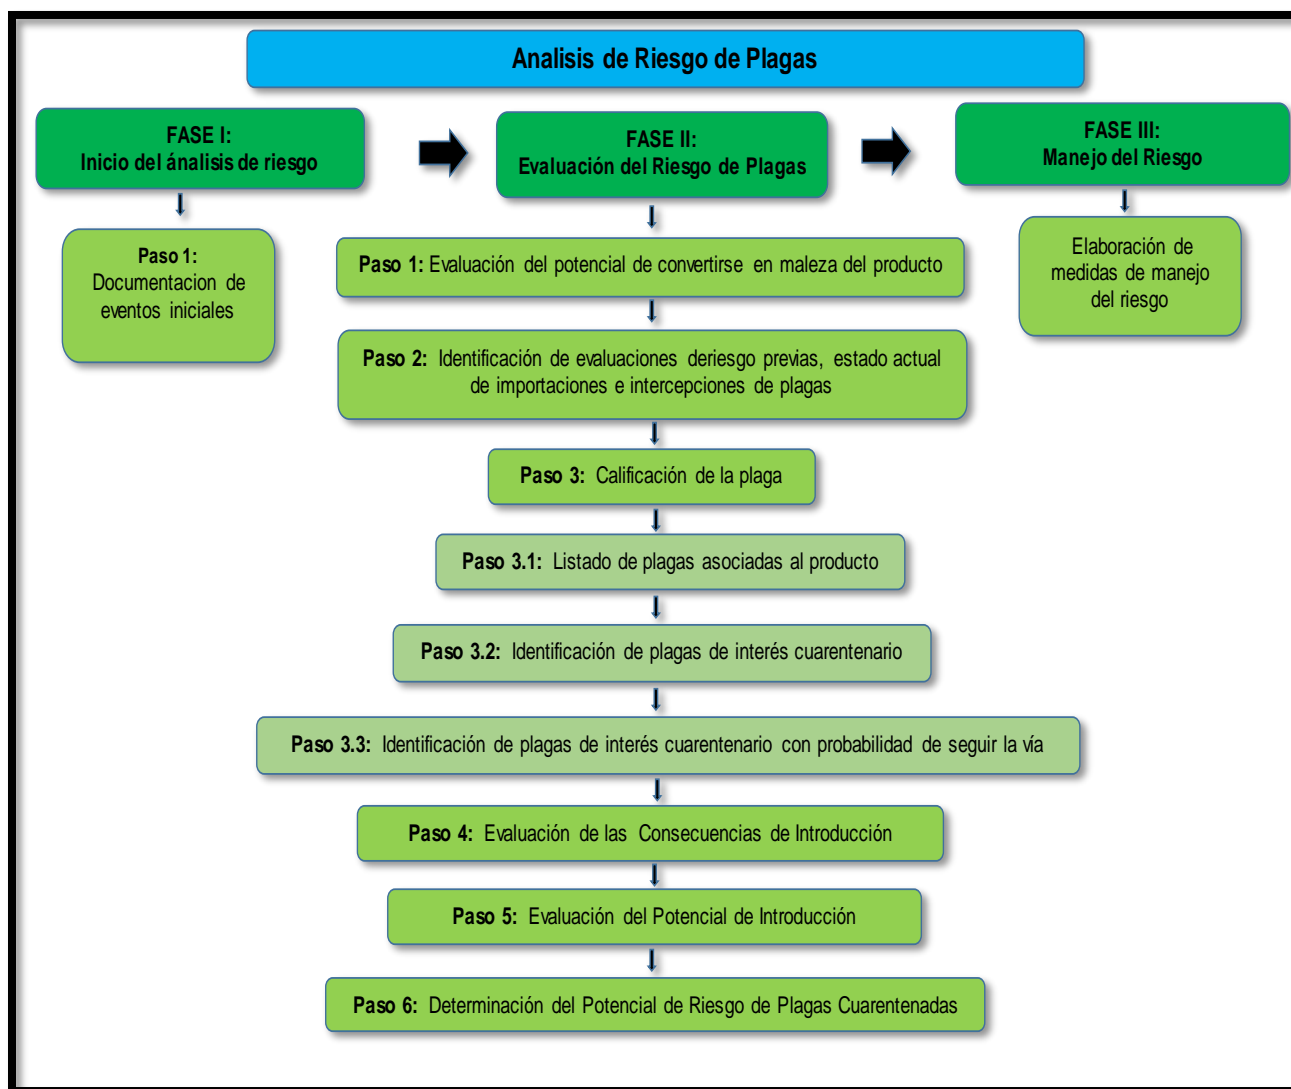 Analisis de Riesgo de Plagas
FASE I:
Inicio del ánalisis de riesgo
FASE II:
Evaluación del Riesgo de Plagas
FASE III:
Manejo del Riesgo
Paso 1:
Documentacion de
eventos iniciales
Elaboración de
medidas de manejo
del riesgo
Paso 1: Evaluación del potencial de convertirse en maleza del producto
Paso 2: Identificación de evaluaciones deriesgo previas, estado actual
de importaciones e intercepciones de plagas
Paso 3: Calificación de la plaga
Paso 3.1: Listado de plagas asociadas al producto
Paso 3.2: Identificación de plagas de interés cuarentenario
Paso 3.3: Identificación de plagas de interés cuarentenario con probabilidad de seguir la vía
Paso 4: Evaluación de las Consecuencias de Introducción
Paso 5: Evaluación del Potencial de Introducción
Paso 6: Determinación del Potencial de Riesgo de Plagas Cuarentenadas